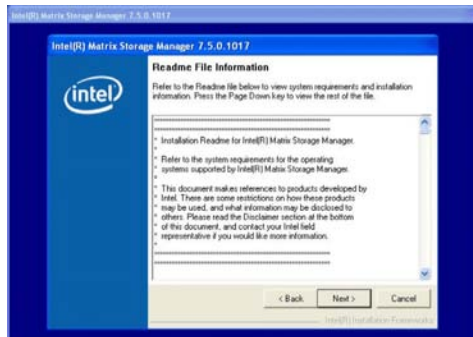 Intel(R) Matrix Storage Manager 7.5.0.1017
Intel(R) Matrix Storage Manager 7.5.0.1017
Readme File Information
Refer to the Readme file below to view system requirements and installation
information. Press the Page Down key to view the rest of the file.
intel
************************************************************
************************************************************
* Installation Readme for Intel(R) Matrix Storage Manager.
*
* Refer to the system requirements for the operating
* systems supported by Intel(R) Matrix Storage Manager.
*
* This document makes references to products developed by
* Intel. There are some restrictions on how these products
* may be used, and what information may be disclosed to
* others. Please read the Disclaimer section at the bottom
* of this document, and contact your Intel field
* representative if you would like more information.
*
************************************************************
************************************************************
< Back
Next >
Cancel
Intel(R) Installation Frameworks